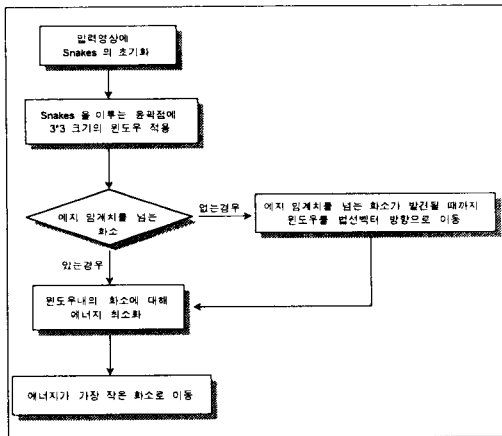 입력영상에
Snakes 의 초기화
Snakes 을 이루는 윤곽점에
3*3 크기의 윈도우 적용
에지 임계치를 넘는
화소
없는경우
에지 임계치를 넘는 화소가 발견될 때까지
윈도우를 법선벡터 방향으로 이동
있는경우
윈도우내의 화소에 대해
에너지 최소화
에너지가 가장 작은 화소로 이동